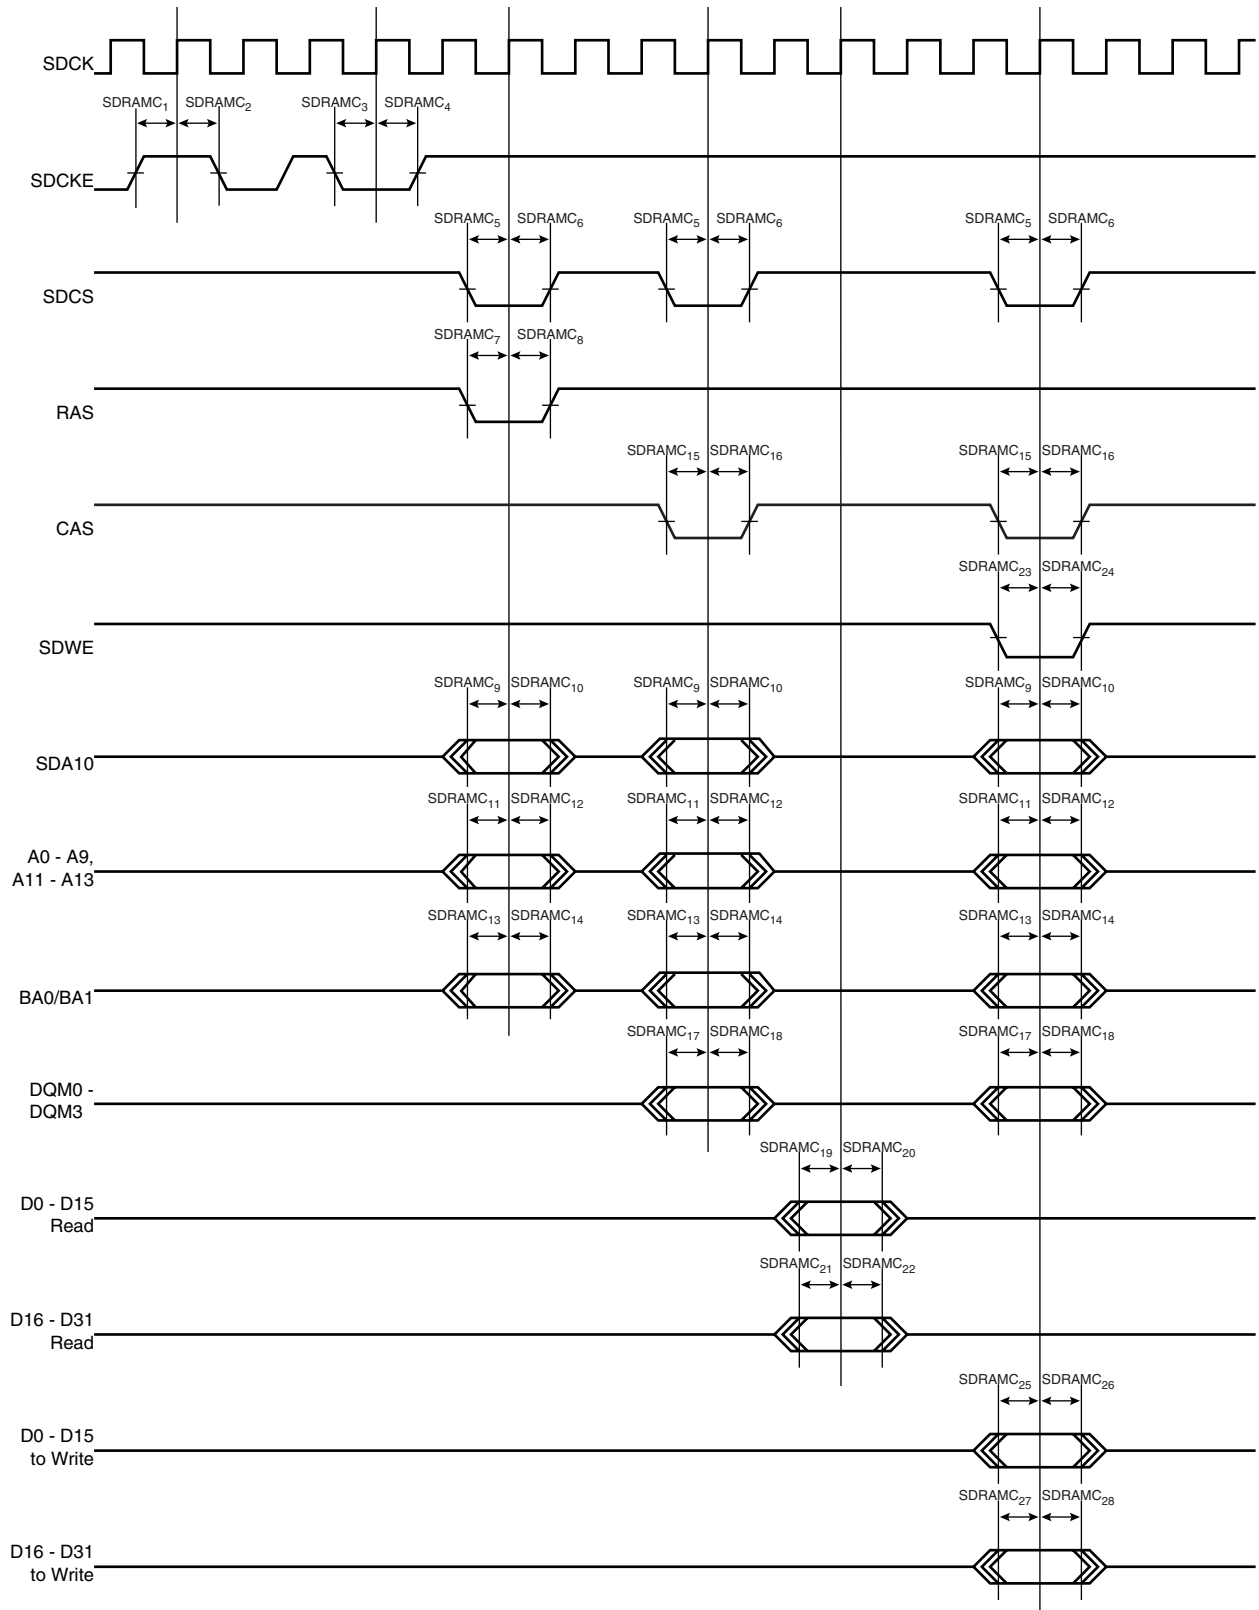 SDCK
SDRAMC1 SDRAMC2 SDRAMC3 SDRAMC4
SDCKE
SDRAMC5 SDRAMC6 SDRAMC5 SDRAMC6 SDRAMC5 SDRAMC6
SDCS
SDRAMC7 SDRAMC8
RAS
SDRAMC15 SDRAMC16 SDRAMC15 SDRAMC16
CAS
SDRAMC23 SDRAMC24
SDWE
SDRAMC9 SDRAMC10 SDRAMC9 SDRAMC10 SDRAMC9 SDRAMC10
SDA10
SDRAMC11 SDRAMC12 SDRAMC11 SDRAMC12 SDRAMC11 SDRAMC12
A0 - A9,
A11 - A13
SDRAMC13 SDRAMC14 SDRAMC13 SDRAMC14 SDRAMC13 SDRAMC14
BA0/BA1
SDRAMC17 SDRAMC18 SDRAMC17 SDRAMC18
DQM0 -
DQM3
SDRAMC19 SDRAMC20
D0 - D15
Read
SDRAMC21 SDRAMC22
D16 - D31
Read
SDRAMC25 SDRAMC26
D0 - D15
to Write
SDRAMC27 SDRAMC28
D16 - D31
to Write